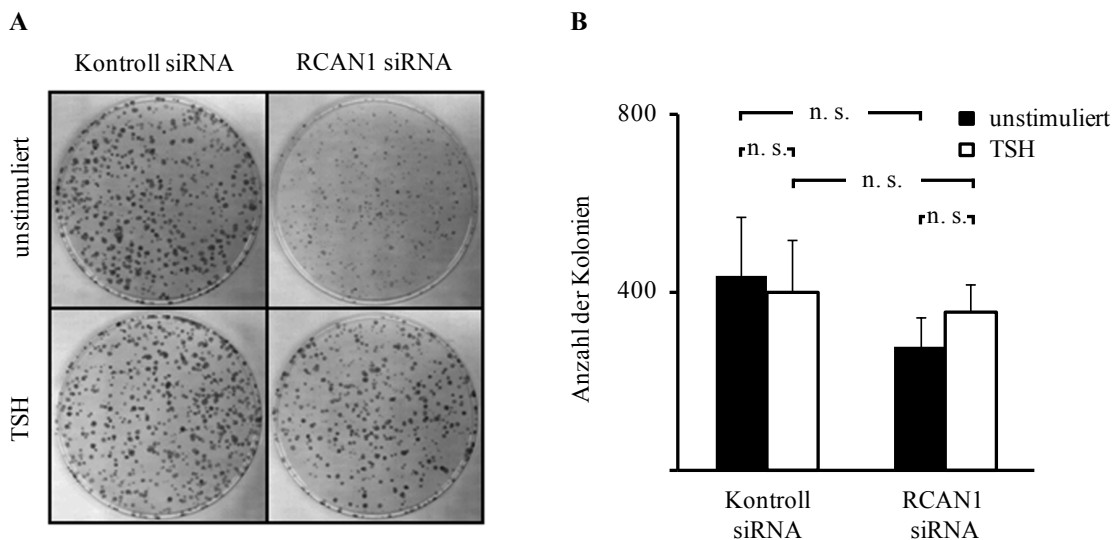 A
Kontroll siRNA
RCAN1 siRNA
unstimuliert
TSH
B
Anzahl der Kolonien
800
400
n. s.
n. s.
n. s.
n. s.
unstimuliert
TSH
Kontroll
siRNA
RCAN1
siRNA